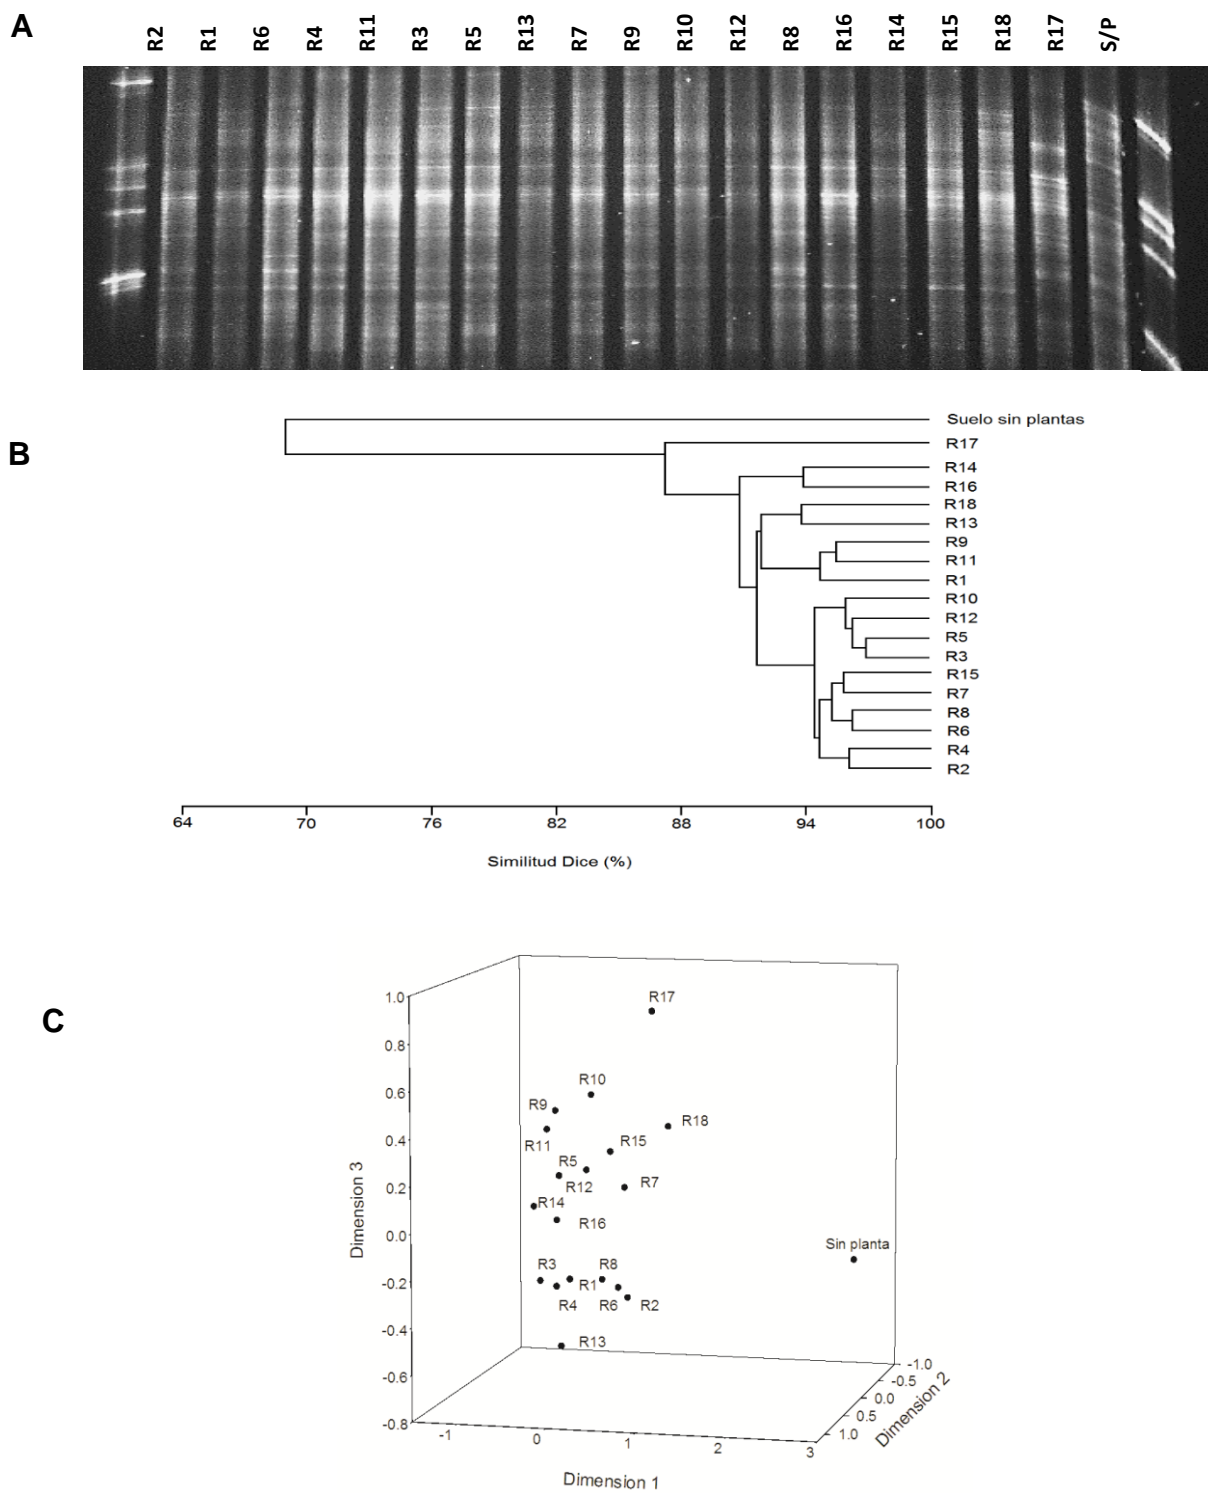 A
R2 R1 R6 R4 R11 R3 R5 R13 R7 R9 R10 R12 R8 R16 R14 R15 R18 R17 S/P
B
Suelo sin plantas
R17
R14
R16
R18
R13
R9
R11
R1
R10
R12
R5
R3
R15
R7
R8
R6
R4
R2
64 70 76 82 88 94 100
Similitud Dice (%)
C
R17
R10
R9
R18
R11
R15
R5
R12
R7
R14
R16
Sin planta
R3
R8
R1
R4
R6
R2
R13
1.0
0.8
0.6
0.4
0.2
0.0
-0.2
-0.4
-0.6
-0.8
Dimension 3
-1 0 1 2 3
Dimension 1
-1.0
-0.5
0.0
0.5
1.0
Dimension 2